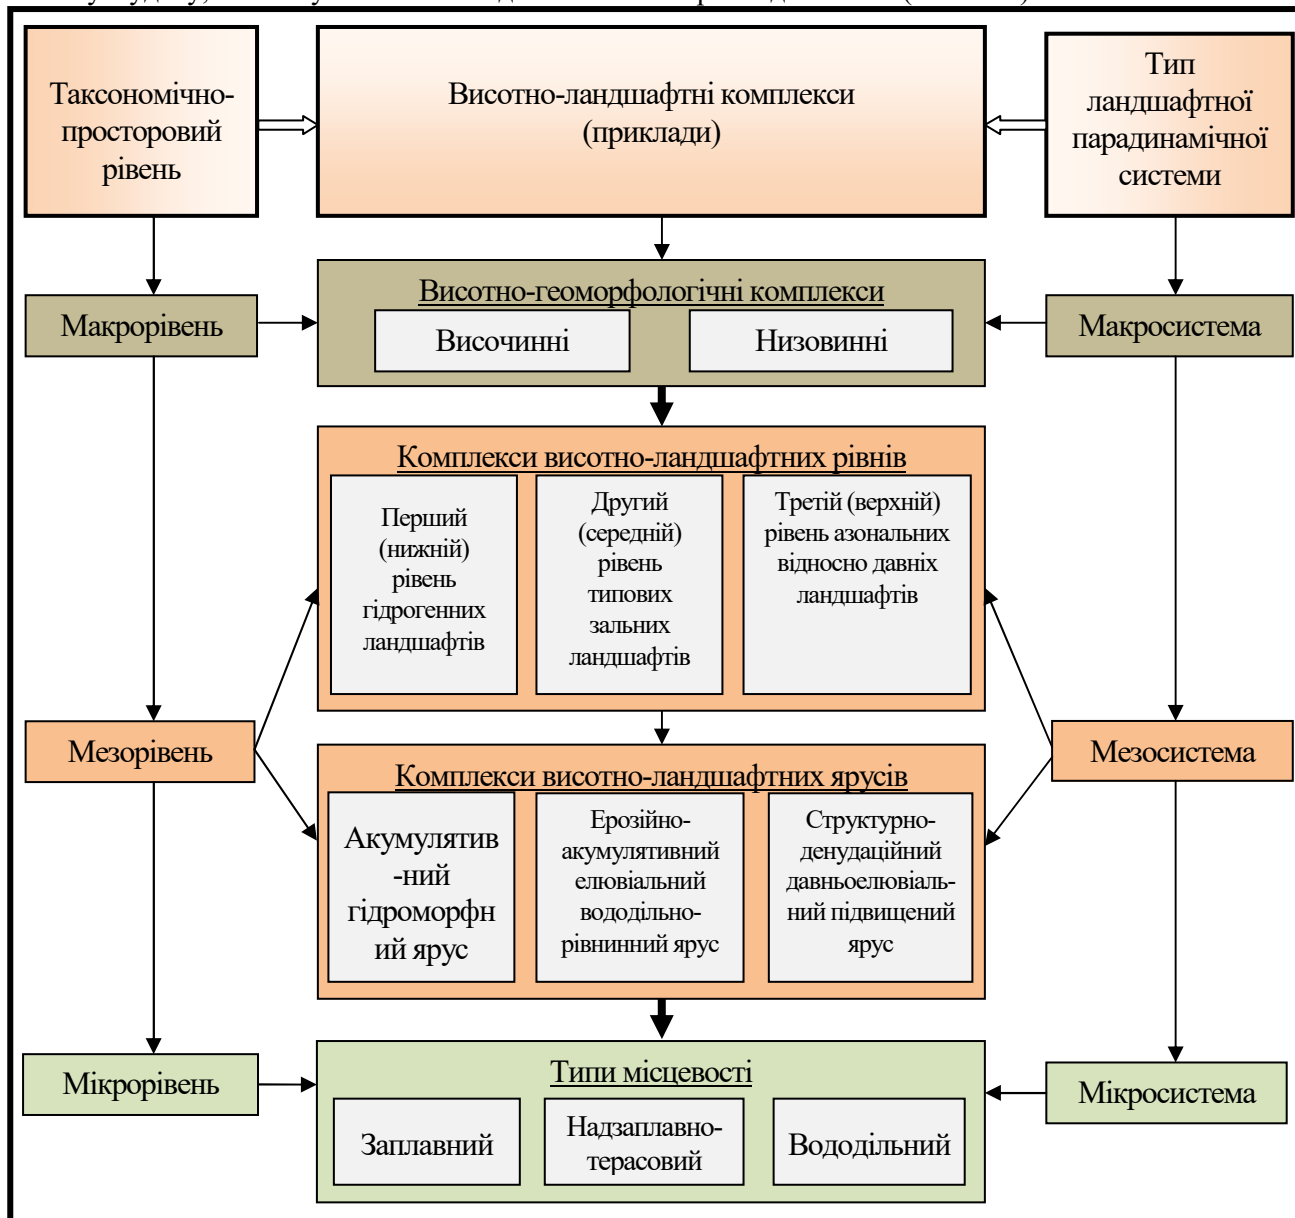 Таксономічно-
просторовий
рівень
Висотно-ландшафтні комплекси
(приклади)
Тип
ландшафтної
парадинамічної
системи
Висотно-геоморфологічні комплекси
Макрорівень
Височинні
Низовинні
Макросистема
Комплекси висотно-ландшафтних рівнів
Перший
(нижній)
рівень
гідрогенних
ландшафтів
Другий
(середній)
рівень
типових
зальних
ландшафтів
Третій (верхній)
рівень азональних
відносно давніх
ландшафтів
Мезорівень
Мезосистема
Комплекси висотно-ландшафтних ярусів
Акумулятив
-ний
гідроморфн
ий ярус
Ерозійно-
акумулятивний
елювіальний
вододільно-
рівнинний ярус
Структурно-
денудаційний
давньоелювіаль-
ний підвищений
ярус
Мікрорівень
Типи місцевості
Заплавний
Надзаплавно-
терасовий
Вододільний
Мікросистема